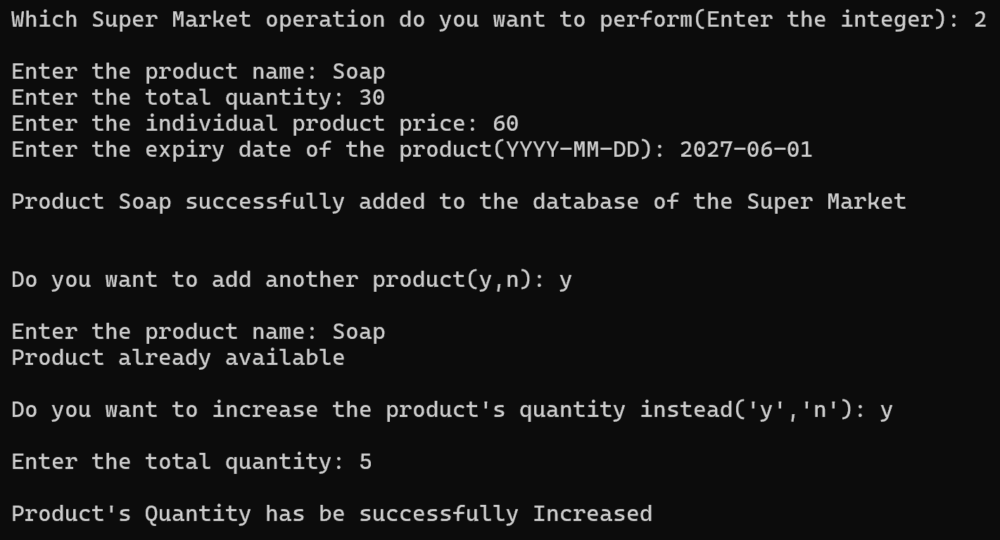 Which Super Market operation do you want to perform(Enter the integer): 2
Enter the product name: Soap
Enter the total quantity: 30
Enter the individual product price: 60
Enter the expiry date of the product(YYYY-MM-DD): 2027-06-01
Product Soap successfully added to the database of the Super Market
Do you want to add another product(y,n): y
Enter the product name: Soap
Product already available
Do you want to increase the product's quantity instead('y','n'): y
Enter the total quantity: 5
Product's Quantity has be successfully Increased